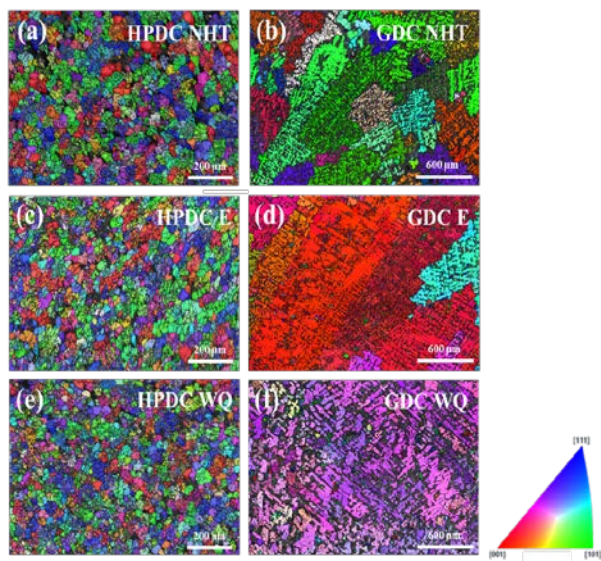 (a) HPDC NHT
200 μm
(b) GDC NHT
600 μm
(c) HPDC E
200 μm
(d) GDC E
600 μm
(e) HPDC WQ
200 μm
(f) GDC WQ
600 μm
[111]
[001] [101]